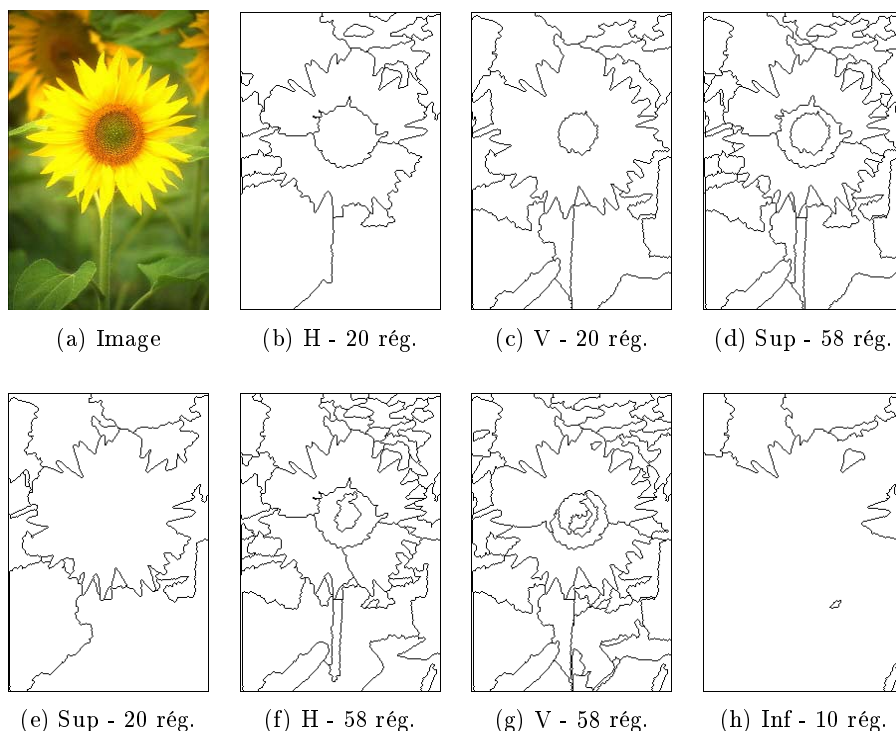 (a) Image
(b) H - 20 rég.
(c) V - 20 rég.
(d) Sup - 58 rég.
(e) Sup - 20 rég.
(f) H - 58 rég.
(g) V - 58 rég.
(h) Inf - 10 rég.